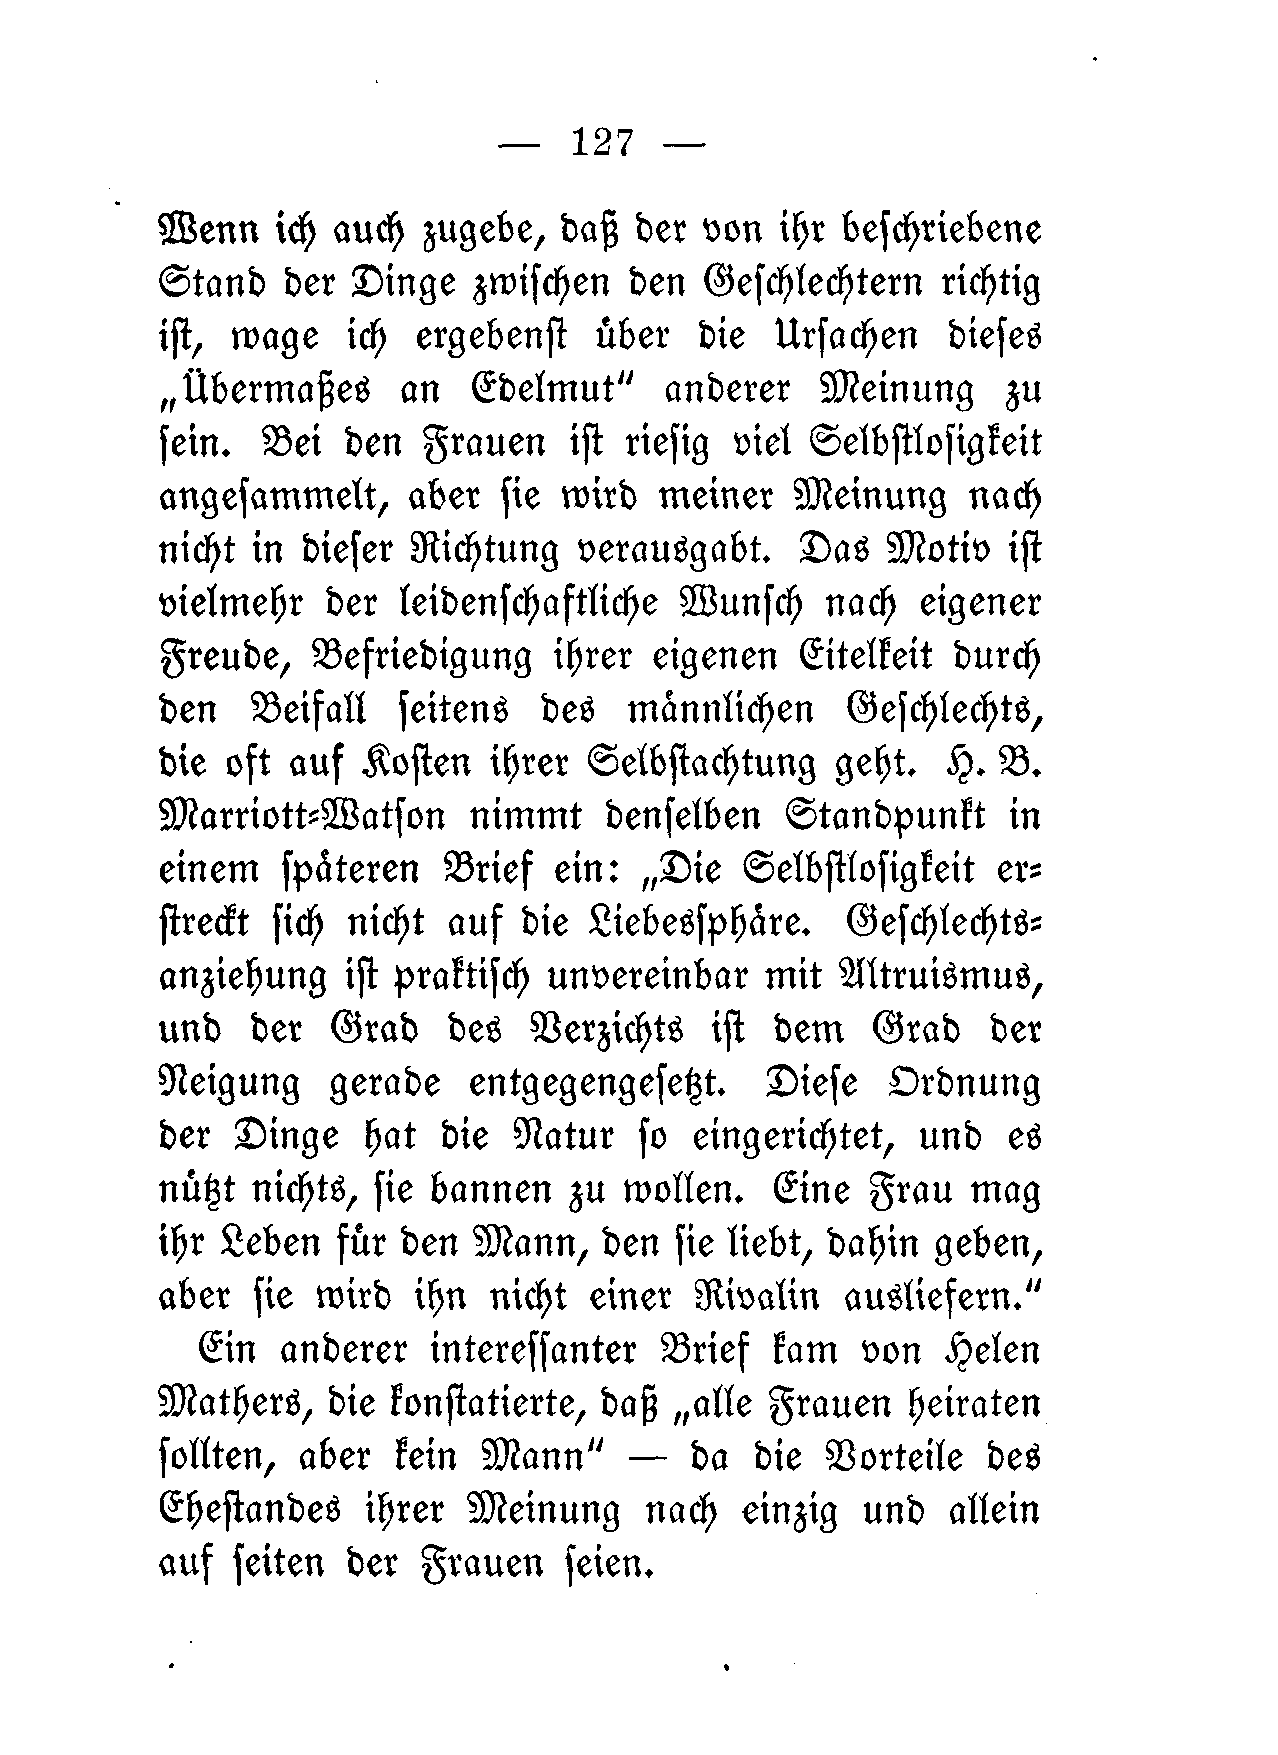 — 127 —
Wenn ich auch zugebe, daß der von ihr beschriebene
Stand der Dinge zwischen den Geschlechtern richtig
ist, wage ich ergebenst über die Ursachen dieses
„Übermaßes an Edelmut" anderer Meinung zu
sein. Bei den Frauen ist riesig viel Selbstlosigkeit
angesammelt, aber sie wird meiner Meinung nach
nicht in dieser Richtung verausgabt. Das Motiv ist
vielmehr der leidenschaftliche Wunsch nach eigener
Freude, Befriedigung ihrer eigenen Eitelkeit durch
den Beifall seitens des männlichen Geschlechts,
die oft auf Kosten ihrer Selbstachtung geht. H. B.
Marriott-Watson nimmt denselben Standpunkt in
einem späteren Brief ein: „Die Selbstlosigkeit er-
streckt sich nicht auf die Liebessphäre. Geschlechts-
anziehung ist praktisch unvereinbar mit Altruismus,
und der Grad des Verzichts ist dem Grad der
Neigung gerade entgegengesetzt. Diese Ordnung
der Dinge hat die Natur so eingerichtet, und es
nützt nichts, sie bannen zu wollen. Eine Frau mag
ihr Leben für den Mann, den sie liebt, dahin geben,
aber sie wird ihn nicht einer Rivalin ausliefern."
Ein anderer interessanter Brief kam von Helen
Mathers, die konstatierte, daß „alle Frauen heiraten
sollten, aber kein Mann" — da die Vorteile des
Ehestandes ihrer Meinung nach einzig und allein
auf seiten der Frauen seien.